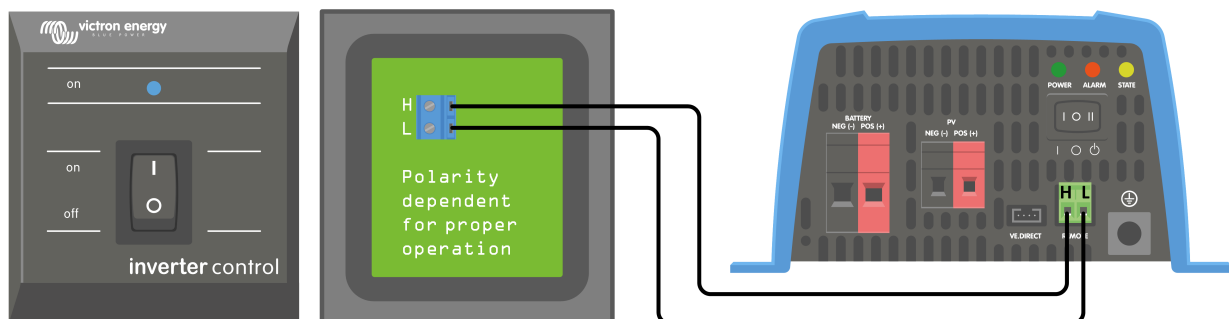 victron energy
BLUE POWER
on
on
off
I
O
inverter control
H
L
Polarity
dependent
for proper
operation
POWER ALARM STATE
BATTERY
NEG (-) POS (+)
PV
NEG (-) POS (+)
I O II
I O
H L
VE.DIRECT
REMOTE